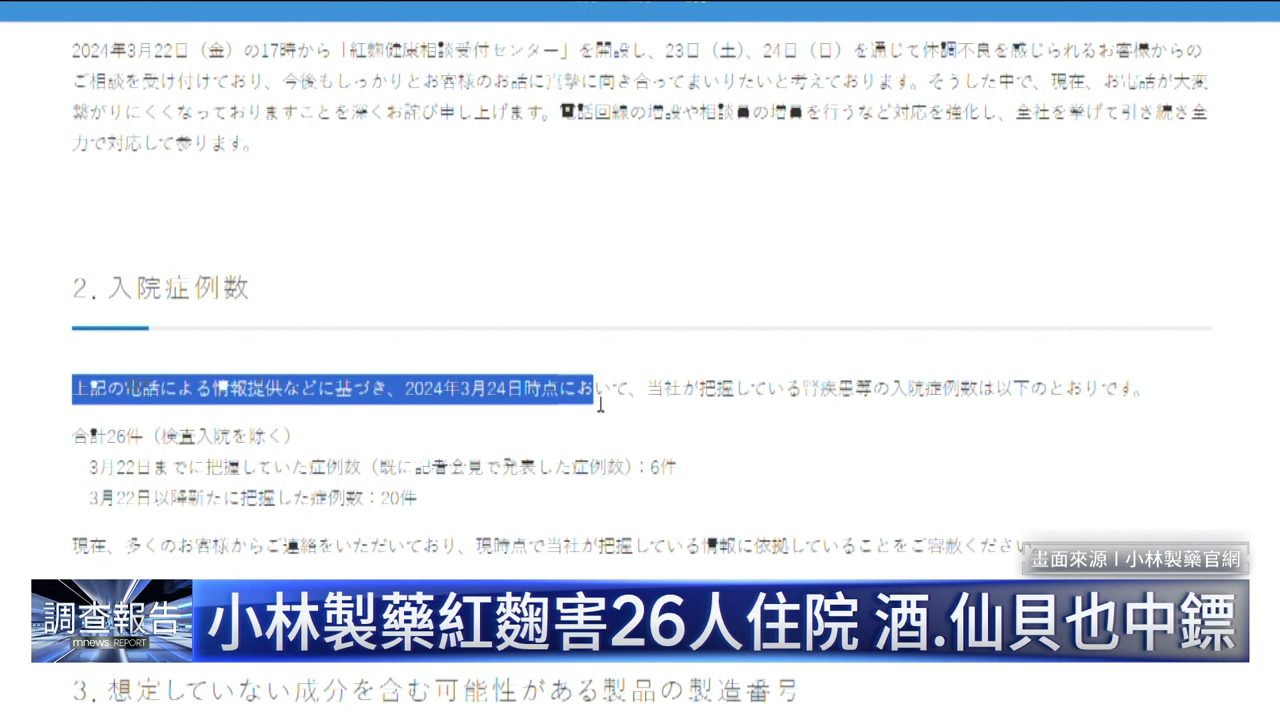 2024年3月22日（金）の17時から「紅麴健康相談受付センター」を開設し、23日（土）、24日（日）を通じて体調不良を感じられるお客様からの
ご相談を受け付けており、今後もしっかりとお客様のお話に真摯に向き合ってまいりたいと考えております。そうした中で、現在、お電話が大変
繋がりにくくなっておりますことを深くお詫び申し上げます。電話回線の増設や相談員の増員を行うなど対応を強化し、全社を挙げて引き続き全
力で対応して参ります。
2. 入院症例数
上記の電話による情報提供などに基づき、2024年3月24日時点において、当社が把握している腎疾患等の入院症例数は以下のとおりです。
合計26件（検査入院を除く）
3月22日までに把握していた症例数（既に記者会見で発表した症例数）：6件
3月22日以降新たに把握した症例数：20件
現在、多くのお客様からご連絡をいただいており、現時点で当社が把握している情報に依拠していることをご容赦ください
畫面來源｜小林製藥官網
調查報告
mnews REPORT
小林製藥紅麴害26人住院 酒.仙貝也中鏢
3. 想定していない成分を含む可能性がある製品の製造番号